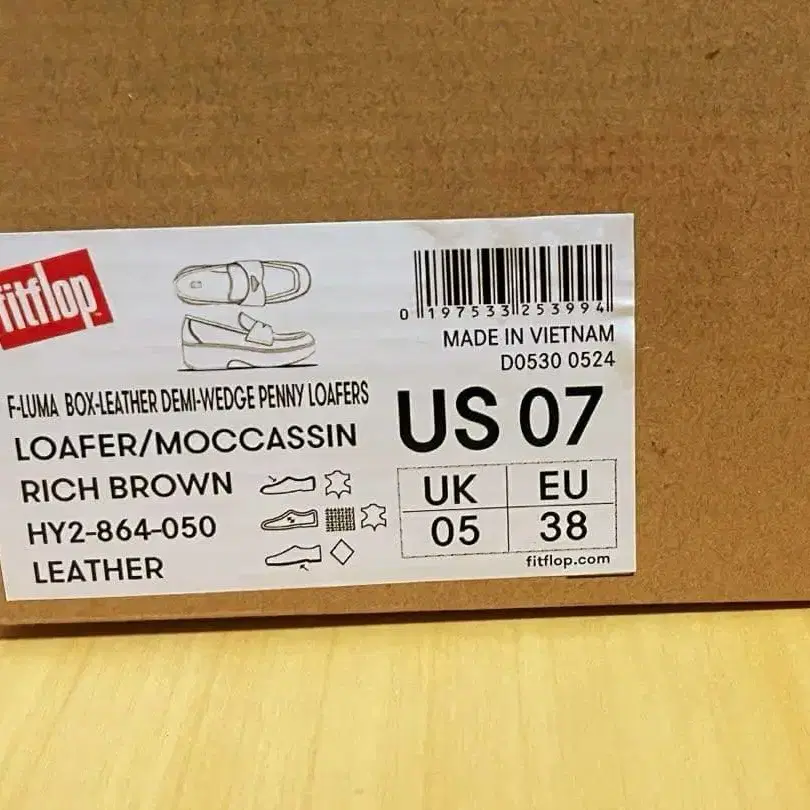 fitflop
0 197533 253994
MADE IN VIETNAM
D0530 0524
F-LUMA BOX-LEATHER DEMI-WEDGE PENNY LOAFERS
LOAFER/MOCCASSIN
RICH BROWN
HY2-864-050
LEATHER
US 07
UK EU
05 38
fitflop.com